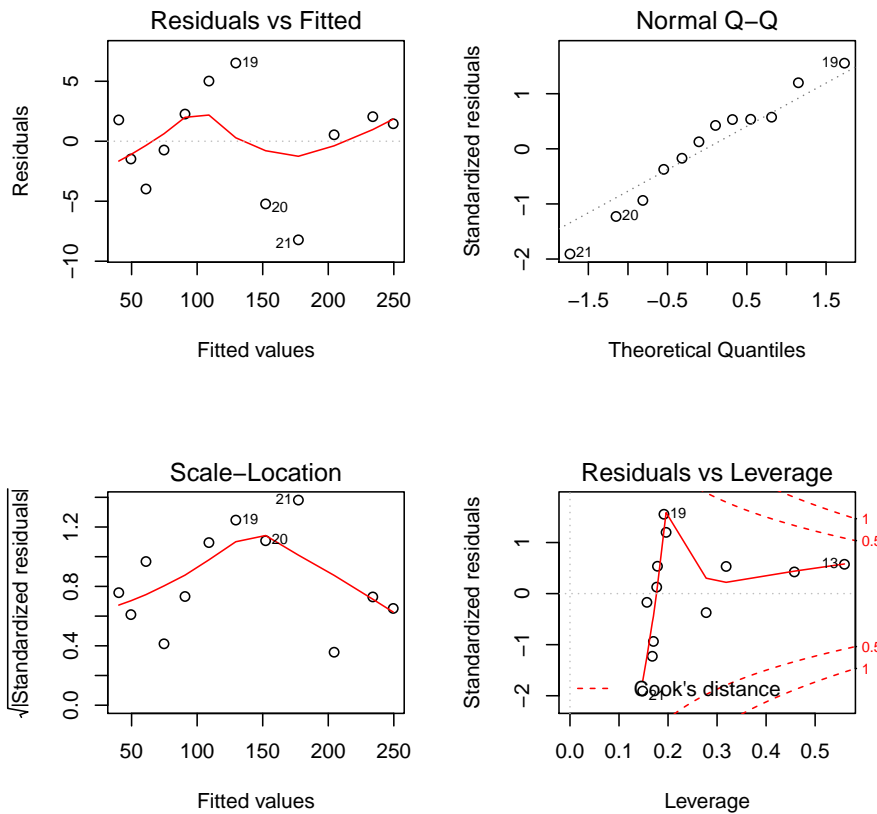 Residuals vs Fitted
Residuals
5
0
−5
−10
19
20
21
50 100 150 200 250
Fitted values
Normal Q−Q
Standardized residuals
1
0
−1
−2
19
20
21
−1.5 −0.5 0.5 1.5
Theoretical Quantiles
Scale−Location
√|Standardized residuals|
1.2
0.8
0.4
0.0
21
19
20
50 100 150 200 250
Fitted values
Residuals vs Leverage
Standardized residuals
1
0
−1
−2
19
13
21
1
0.5
0.5
1
Cook's distance
0.0 0.1 0.2 0.3 0.4 0.5
Leverage